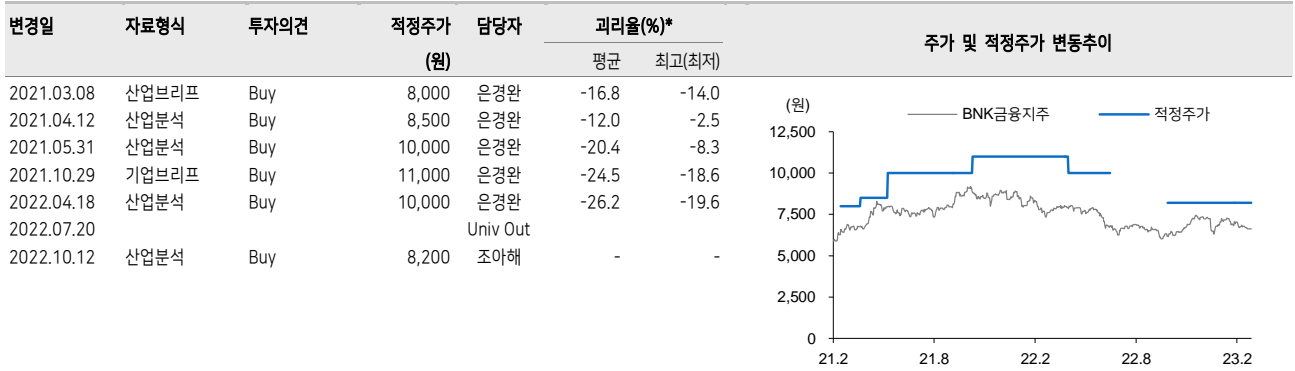 변경일 자료형식 투자의견 적정주가 담당자 괴리율(%)*
(원) 평균 최고(최저)
2021.03.08 산업브리프 Buy 8,000 은경완 -16.8 -14.0
2021.04.12 산업분석 Buy 8,500 은경완 -12.0 -2.5
2021.05.31 산업분석 Buy 10,000 은경완 -20.4 -8.3
2021.10.29 기업브리프 Buy 11,000 은경완 -24.5 -18.6
2022.04.18 산업분석 Buy 10,000 은경완 -26.2 -19.6
2022.07.20 Univ Out
2022.10.12 산업분석 Buy 8,200 조아해 - -
주가 및 적정주가 변동추이
(원)
BNK금융지주 적정주가
12,500
10,000
7,500
5,000
2,500
0
21.2 21.8 22.2 22.8 23.2